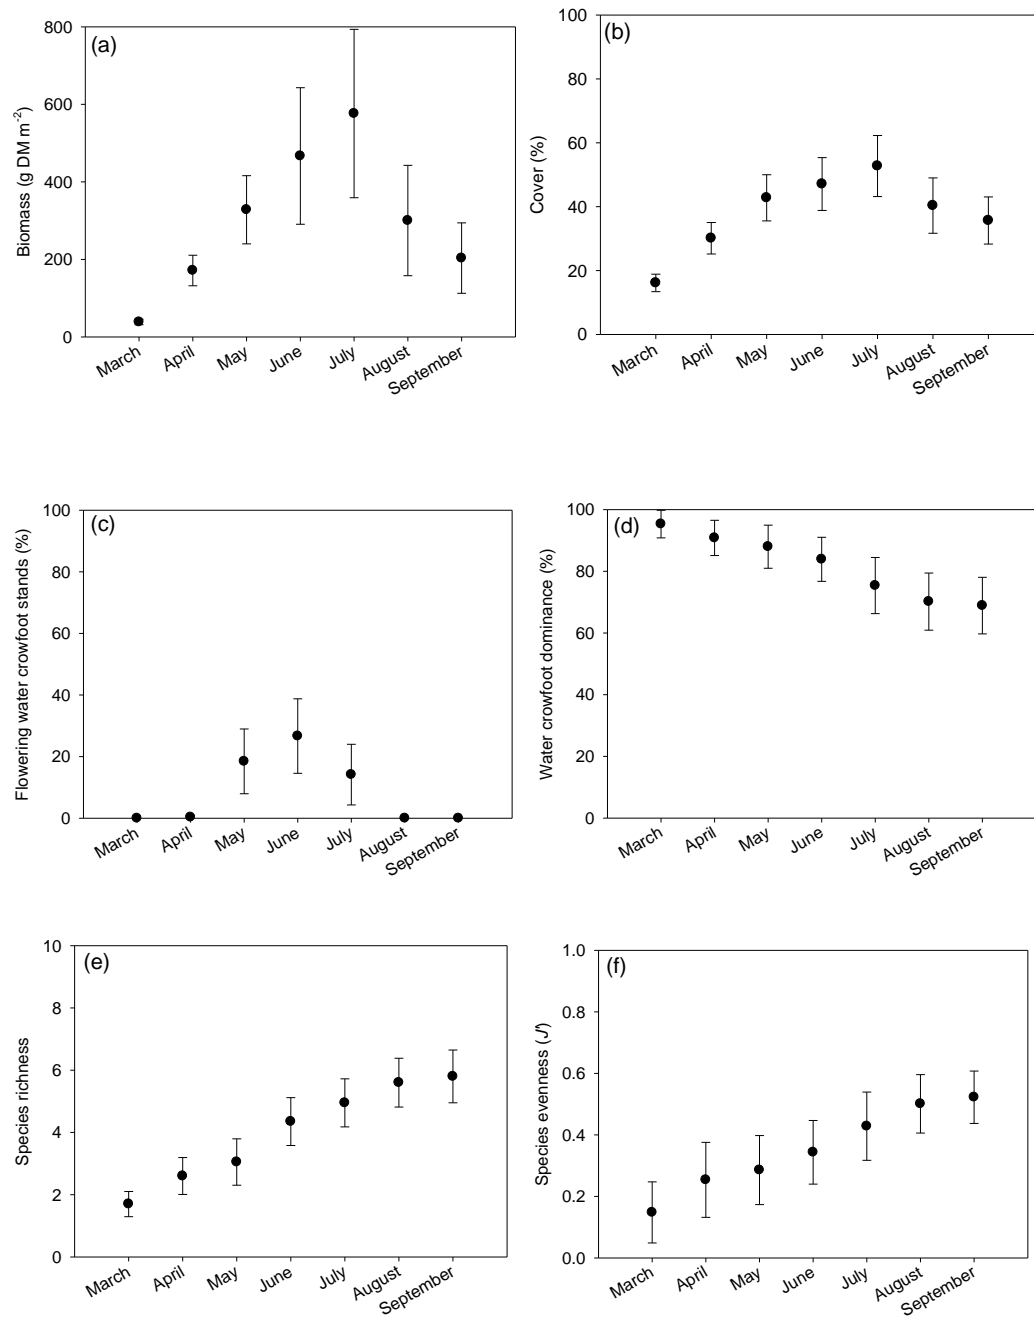 (a)
Biomass (g DM m-2)
800
600
400
200
0
March
April
May
June
July
August
September
(b)
Cover (%)
100
80
60
40
20
0
March
April
May
June
July
August
September
(c)
Flowering water crowfoot stands (%)
100
80
60
40
20
0
March
April
May
June
July
August
September
(d)
Water crowfoot dominance (%)
100
80
60
40
20
0
March
April
May
June
July
August
September
(e)
Species richness
10
8
6
4
2
0
March
April
May
June
July
August
September
(f)
Species evenness (J')
1.0
0.8
0.6
0.4
0.2
0.0
March
April
May
June
July
August
September